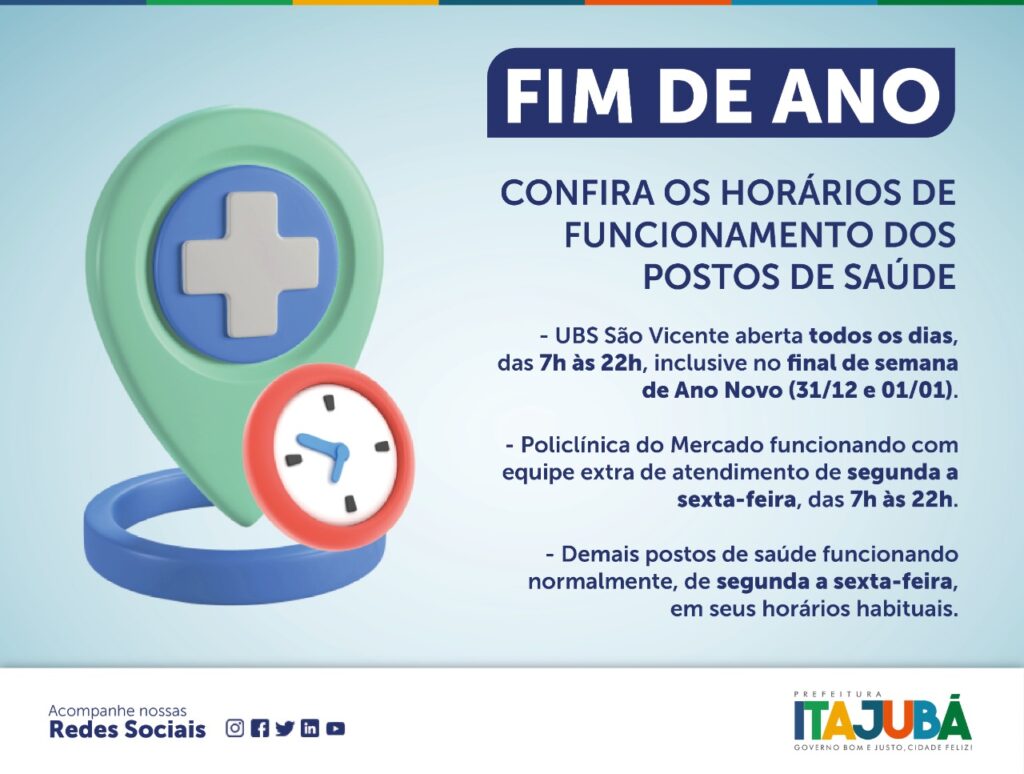 FIM DE ANO
CONFIRA OS HORÁRIOS DE
FUNCIONAMENTO DOS
POSTOS DE SAÚDE
- UBS São Vicente aberta todos os dias,
das 7h às 22h, inclusive no final de semana
de Ano Novo (31/12 e 01/01).
- Policlínica do Mercado funcionando com
equipe extra de atendimento de segunda a
sexta-feira, das 7h às 22h.
- Demais postos de saúde funcionando
normalmente, de segunda a sexta-feira,
em seus horários habituais.
Acompanhe nossas
Redes Sociais
PREFEITURA
ITAJUBÁ
GOVERNO BOM E JUSTO, CIDADE FELIZ!